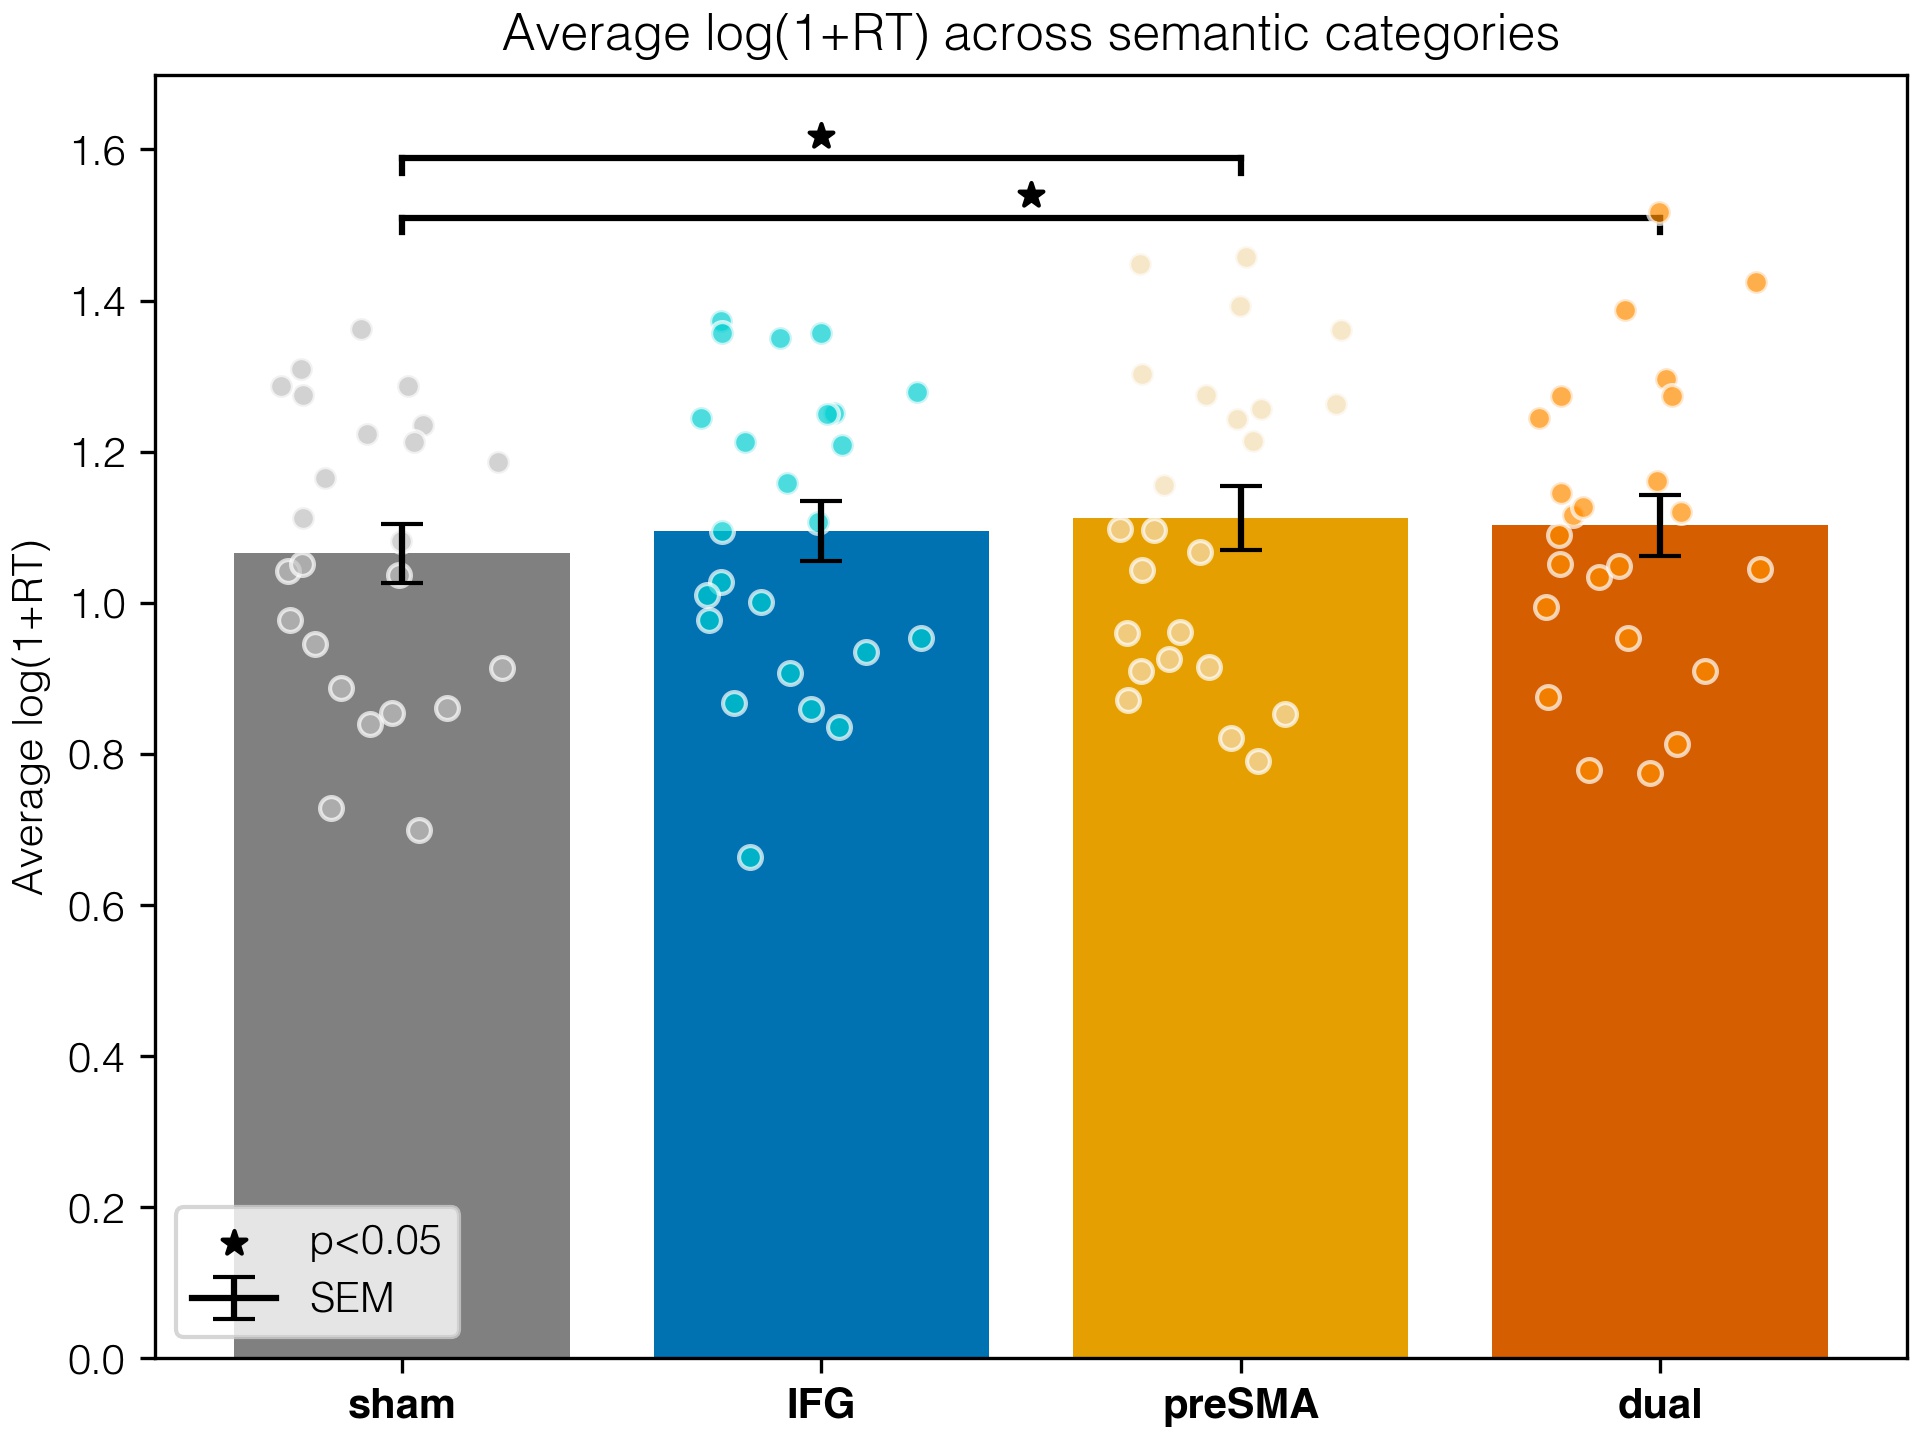 Average log(1+RT) across semantic categories
Average log(1+RT)
1.6
1.4
1.2
1.0
0.8
0.6
0.4
0.2
0.0
p<0.05
SEM
sham
IFG
preSMA
dual